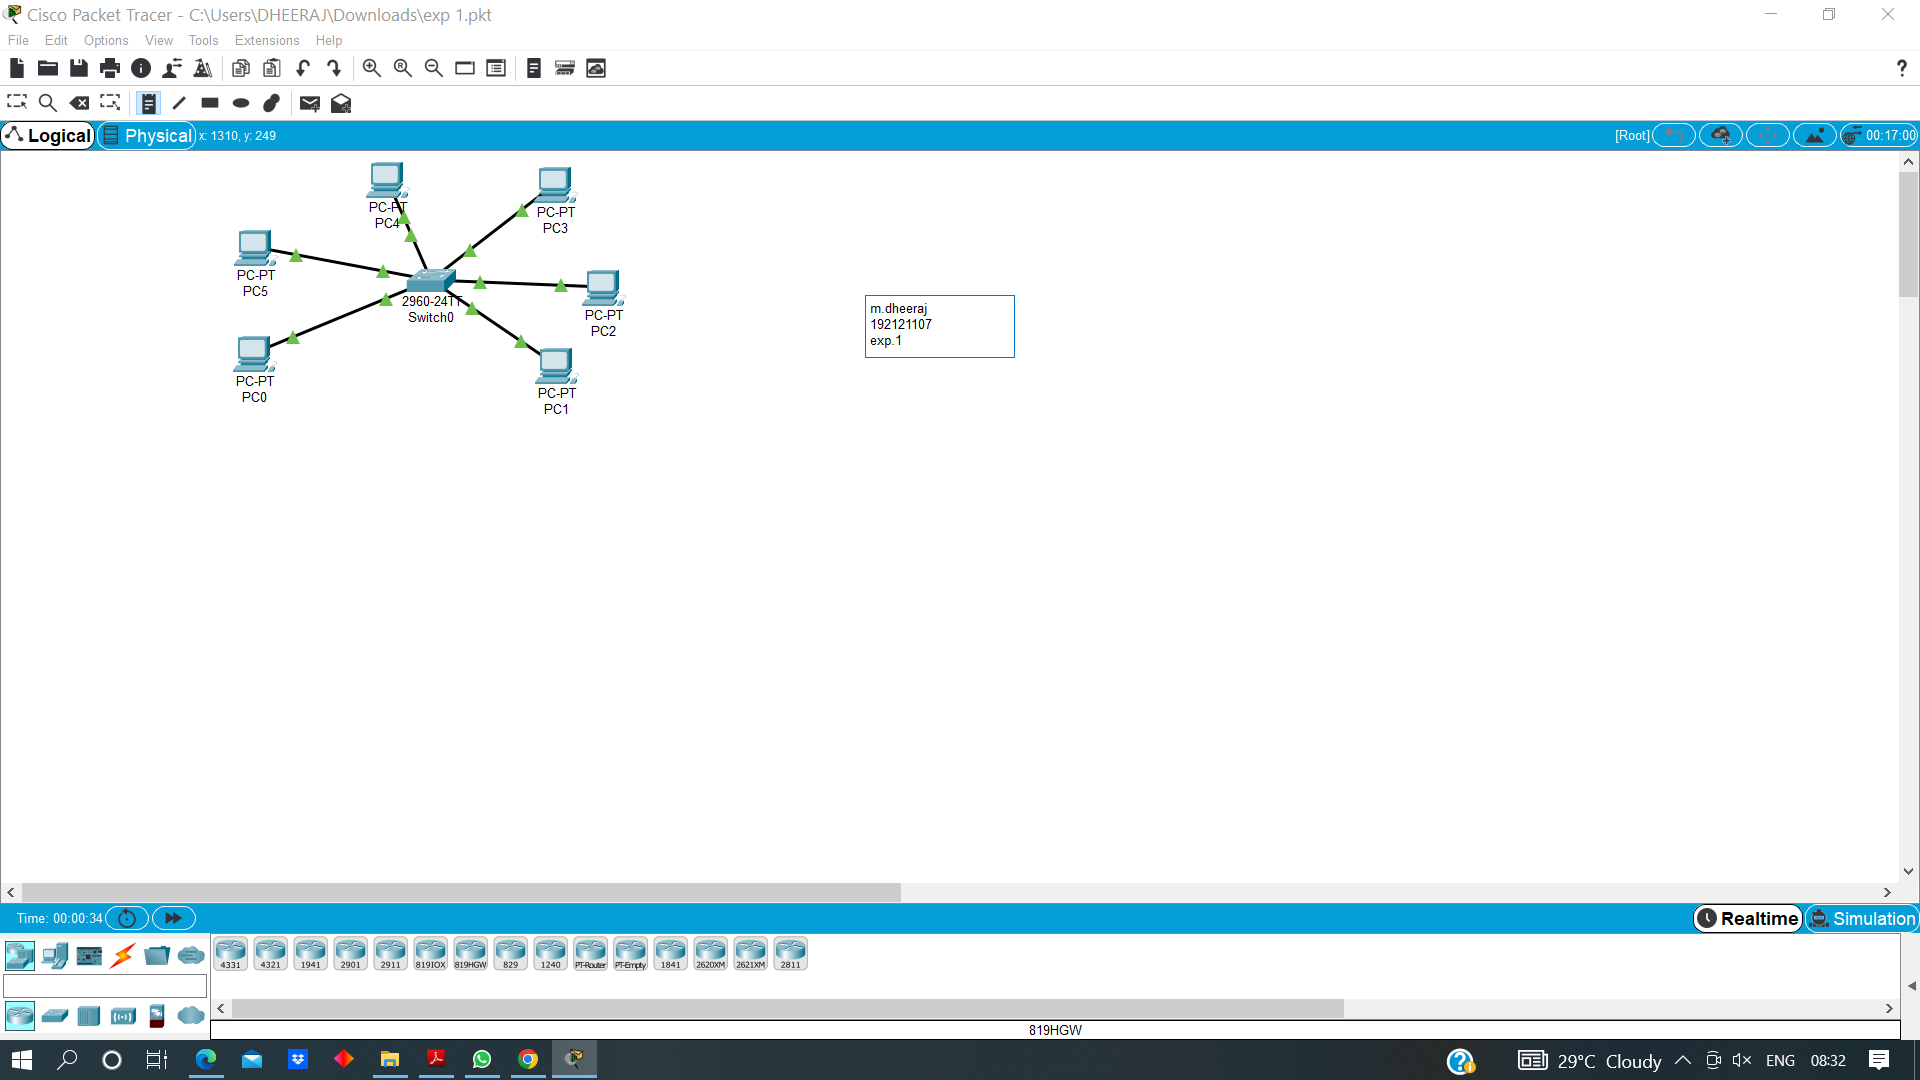 Cisco Packet Tracer - C:\Users\DHEERAJ\Downloads\exp 1.pkt
File Edit Options View Tools Extensions Help
?
Logical Physical x: 1310, y: 249 [Root] 00:17:00
PC-PT
PC4
PC-PT
PC3
PC-PT
PC5
2960-24TT
Switch0
PC-PT
PC2
PC-PT
PC0
PC-PT
PC1
m.dheeraj
192121107
exp.1
Time: 00:00:34 Realtime Simulation
4331 4321 1941 2901 2911 819IOX 819HGW 829 1240 PT-Router PT-Empty 1841 2620XM 2621XM 2811
819HGW
29°C Cloudy ENG 08:32